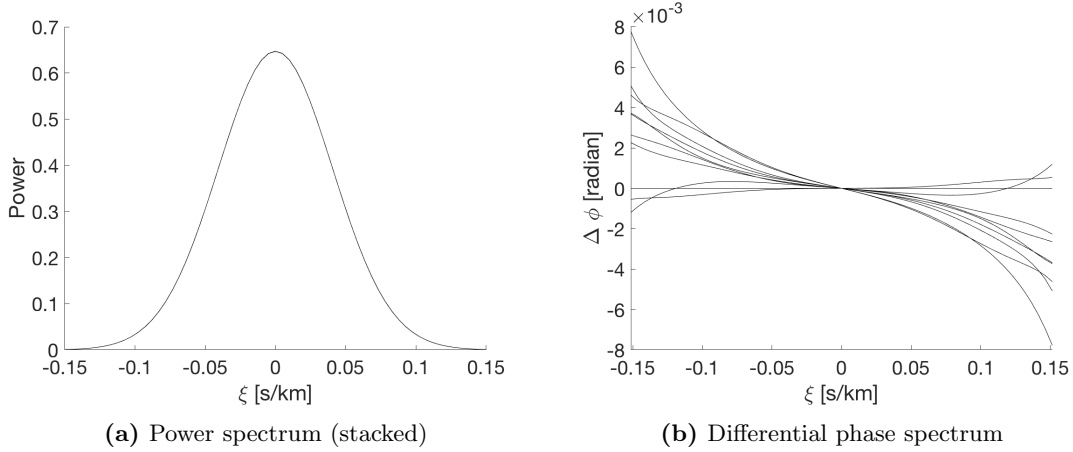 0.7
0.6
0.5
0.4
0.3
0.2
0.1
0
Power
-0.15 -0.1 -0.05 0 0.05 0.1 0.15
ξ [s/km]
(a) Power spectrum (stacked)
×10⁻³
8
6
4
2
0
-2
-4
-6
-8
Δ ϕ [radian]
-0.15 -0.1 -0.05 0 0.05 0.1 0.15
ξ [s/km]
(b) Differential phase spectrum